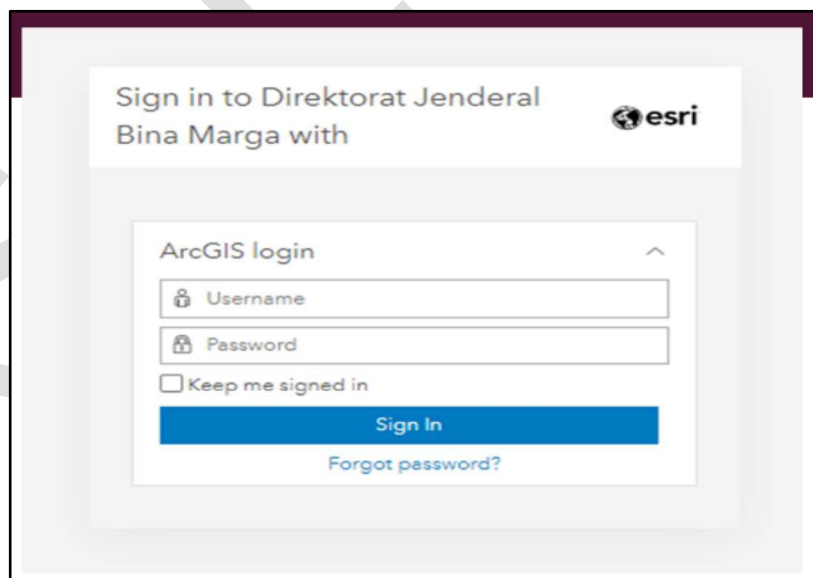 Sign in to Direktorat Jenderal
Bina Marga with
esri
ArcGIS login
Username
Password
Keep me signed in
Sign In
Forgot password?